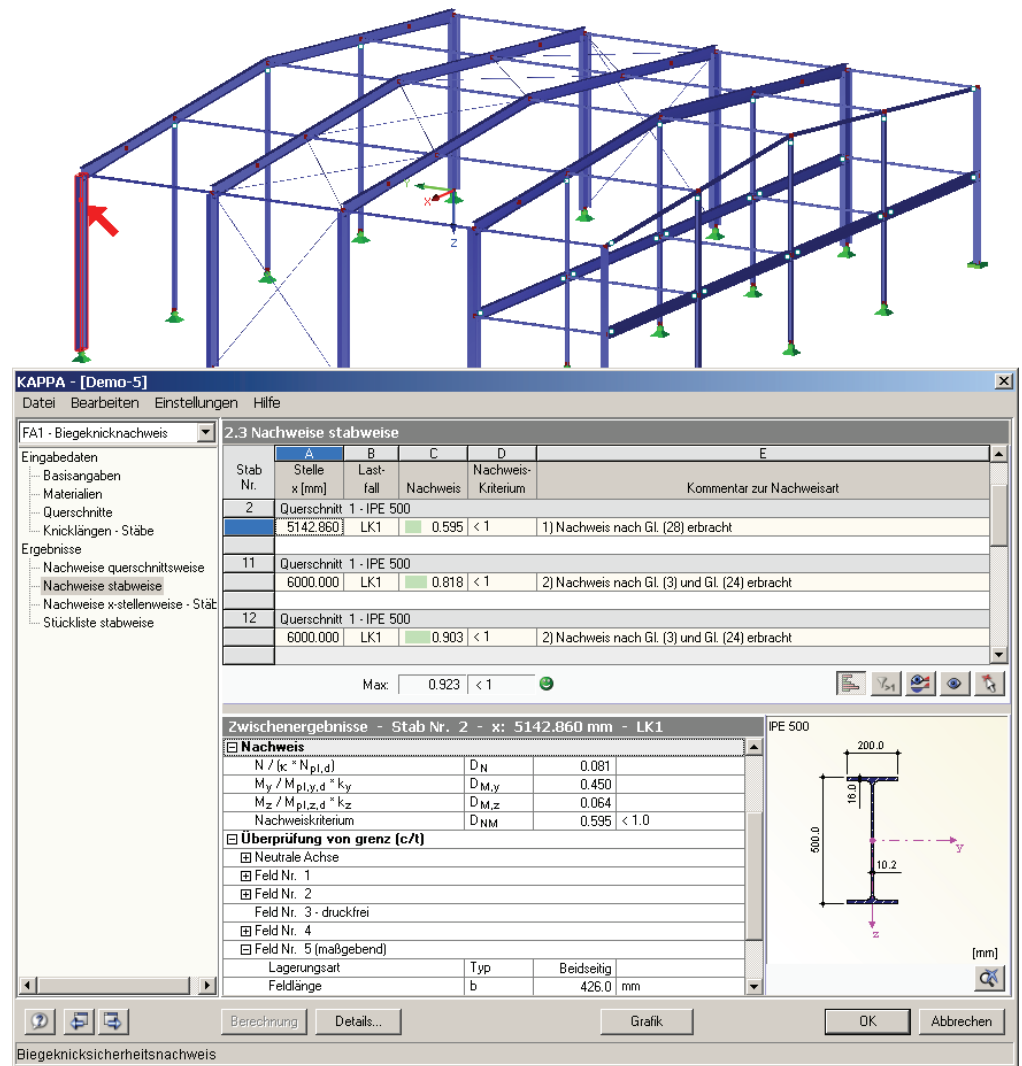 Y
X
Z
KAPPA - [Demo-5]
Datei Bearbeiten Einstellungen Hilfe
FA1 - Biegeknicknachweis
Eingabedaten
Basisangaben
Materialien
Querschnitte
Knicklängen - Stäbe
Ergebnisse
Nachweise querschnittsweise
Nachweise stabweise
Nachweise x-stellenweise - Stäb
Stückliste stabweise
2.3 Nachweise stabweise
A B C D E
Stab Stelle Last- Nachweis-
Nr. x [mm] fall Nachweis Kriterium Kommentar zur Nachweisart
2 Querschnitt 1 - IPE 500
5142.860 LK1 0.595 < 1 1) Nachweis nach Gl. (28) erbracht
11 Querschnitt 1 - IPE 500
6000.000 LK1 0.818 < 1 2) Nachweis nach Gl. (3) und Gl. (24) erbracht
12 Querschnitt 1 - IPE 500
6000.000 LK1 0.903 < 1 2) Nachweis nach Gl. (3) und Gl. (24) erbracht
Max: 0.923 < 1
Zwischenergebnisse - Stab Nr. 2 - x: 5142.860 mm - LK1
Nachweis
N / (κ * Npl,d) DN 0.081
My / Mpl,y,d * ky DM,y 0.450
Mz / Mpl,z,d * kz DM,z 0.064
Nachweiskriterium DNM 0.595 < 1.0
Überprüfung von grenz (c/t)
Neutrale Achse
Feld Nr. 1
Feld Nr. 2
Feld Nr. 3 - druckfrei
Feld Nr. 4
Feld Nr. 5 (maßgebend)
Lagerungsart Typ Beidseitig
Feldlänge b 426.0 mm
IPE 500
200.0
16.0
500.0
10.2
y
z
[mm]
Berechnung Details... Grafik OK Abbrechen
Biegeknicksicherheitsnachweis